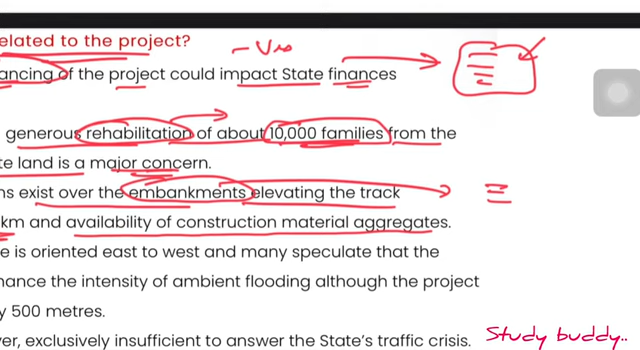 elated to the project?
-Ves
ancing of the project could impact State finances
generous rehabilitation of about 10,000 families from the
te land is a major concern.
ns exist over the embankments elevating the track
km and availability of construction material aggregates.
e is oriented east to west and many speculate that the
nance the intensity of ambient flooding although the project
y 500 metres.
ver, exclusively insufficient to answer the State's traffic crisis.
Study buddy..